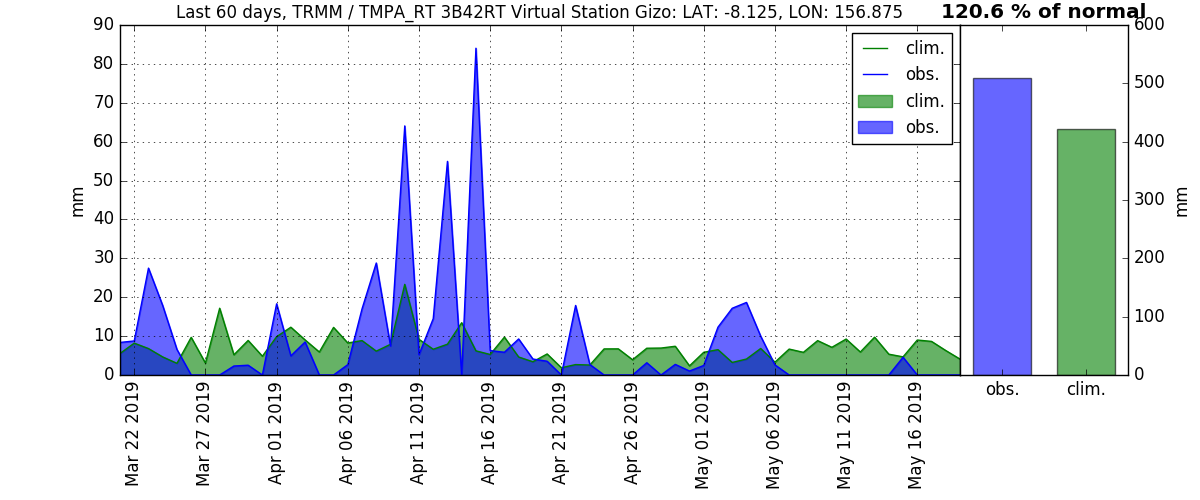 Last 60 days, TRMM / TMPA_RT 3B42RT Virtual Station Gizo: LAT: -8.125, LON: 156.875
120.6 % of normal
90
80
70
60
50
40
30
20
10
0
mm
clim.
obs.
clim.
obs.
Mar 22 2019
Mar 27 2019
Apr 01 2019
Apr 06 2019
Apr 11 2019
Apr 16 2019
Apr 21 2019
Apr 26 2019
May 01 2019
May 06 2019
May 11 2019
May 16 2019
600
500
400
300
200
100
0
mm
obs.
clim.